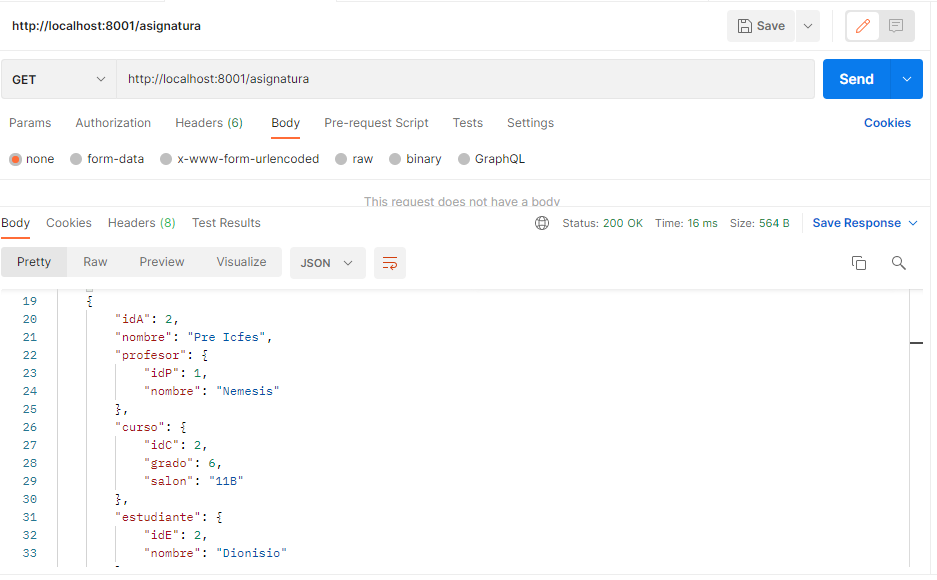 http://localhost:8001/asignatura Save
GET http://localhost:8001/asignatura Send
Params Authorization Headers (6) Body Pre-request Script Tests Settings Cookies
none form-data x-www-form-urlencoded raw binary GraphQL
This request does not have a body
Body Cookies Headers (8) Test Results Status: 200 OK Time: 16 ms Size: 564 B Save Response
Pretty Raw Preview Visualize JSON
19 {
20 "idA": 2,
21 "nombre": "Pre Icfes",
22 "profesor": {
23 "idP": 1,
24 "nombre": "Nemesis"
25 },
26 "curso": {
27 "idC": 2,
28 "grado": 6,
29 "salon": "11B"
30 },
31 "estudiante": {
32 "idE": 2,
33 "nombre": "Dionisio"